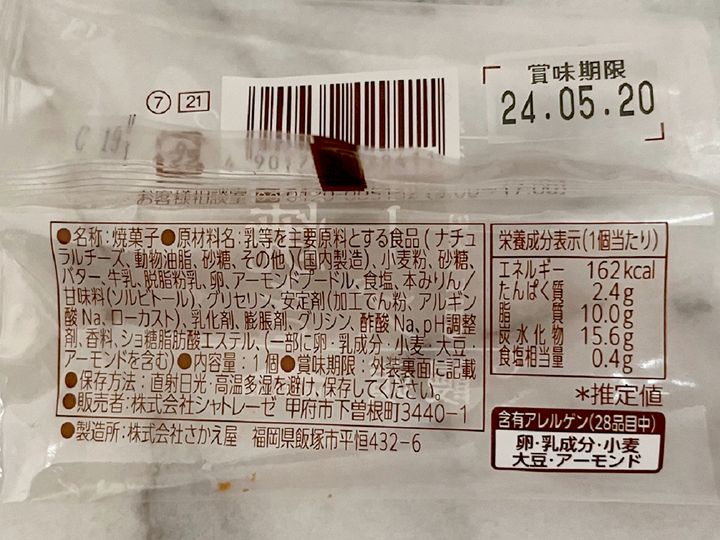 賞味期限
24.05.20
7 21
お客様相談室
●名称:焼菓子●原材料名:乳等を主要原料とする食品(ナチュ
ラルチーズ、動物油脂、砂糖、その他)(国内製造)、小麦粉、砂糖、
バター、牛乳、脱脂粉乳、卵、アーモンドプードル、食塩、本みりん/
甘味料(ソルビトール)、グリセリン、安定剤(加工でん粉、アルギン
酸Na、ローカスト)、乳化剤、膨脹剤、グリシン、酢酸Na、pH調整
剤、香料、ショ糖脂肪酸エステル、(一部に卵・乳成分・小麦・大豆・
アーモンドを含む)●内容量:1個●賞味期限:外装裏面に記載
●保存方法:直射日光・高温多湿を避け、保存してください。
●販売者:株式会社シャトレーゼ 甲府市下曽根町3440-1
●製造所:株式会社さかえ屋 福岡県飯塚市平恒432-6
栄養成分表示(1個当たり)
エネルギー 162kcal
たんぱく質 2.4g
脂質 10.0g
炭水化物 15.6g
食塩相当量 0.4g
*推定値
含有アレルゲン(28品目中)
卵・乳成分・小麦
大豆・アーモンド